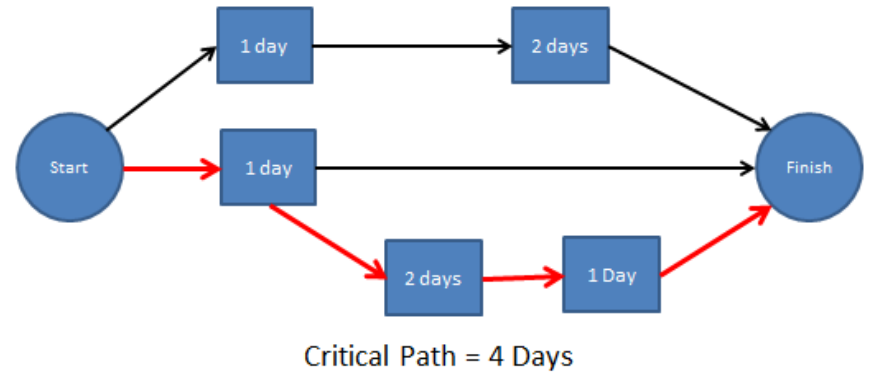 1 day
2 days
Start
1 day
Finish
2 days
1 Day
Critical Path = 4 Days